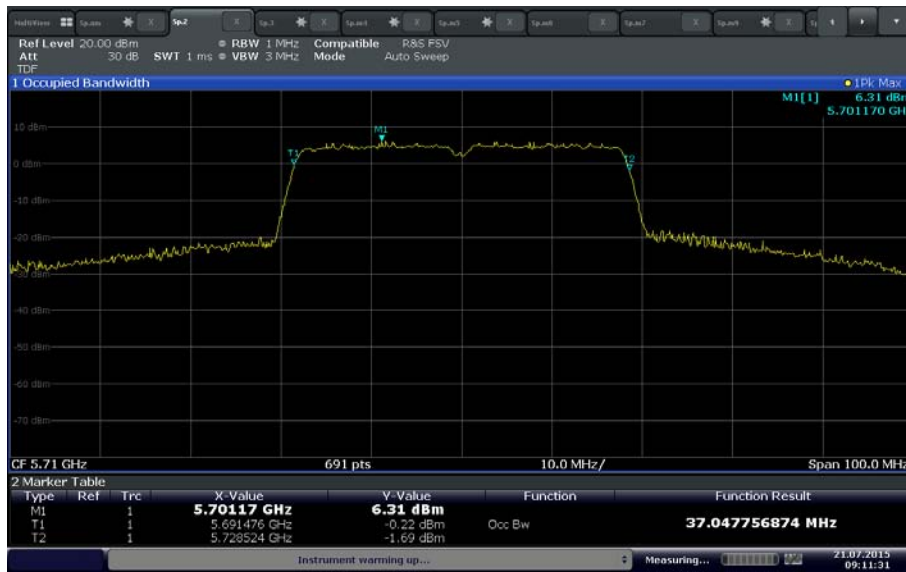 MultiView Sp.2 X Sp.3 X X X X X
Ref Level 20.00 dBm RBW 1 MHz Compatible R&S FSV
Att 30 dB SWT 1 ms VBW 3 MHz Mode Auto Sweep
TDF
1 Occupied Bandwidth 1Pk Max
M1[1] 6.31 dBm
5.701170 GH
10 dBm
M1
T1
0 dBm
T2
-10 dBm
-20 dBm
-30 dBm
-40 dBm
-50 dBm
-60 dBm
-70 dBm
CF 5.71 GHz 691 pts 10.0 MHz/ Span 100.0 MHz
2 Marker Table
Type Ref Trc X-Value Y-Value Function Function Result
M1 1 5.70117 GHz 6.31 dBm
T1 1 5.691476 GHz -0.22 dBm Occ Bw 37.047756874 MHz
T2 1 5.728524 GHz -1.69 dBm
Instrument warming up... Measuring... 21.07.2015
09:11:31